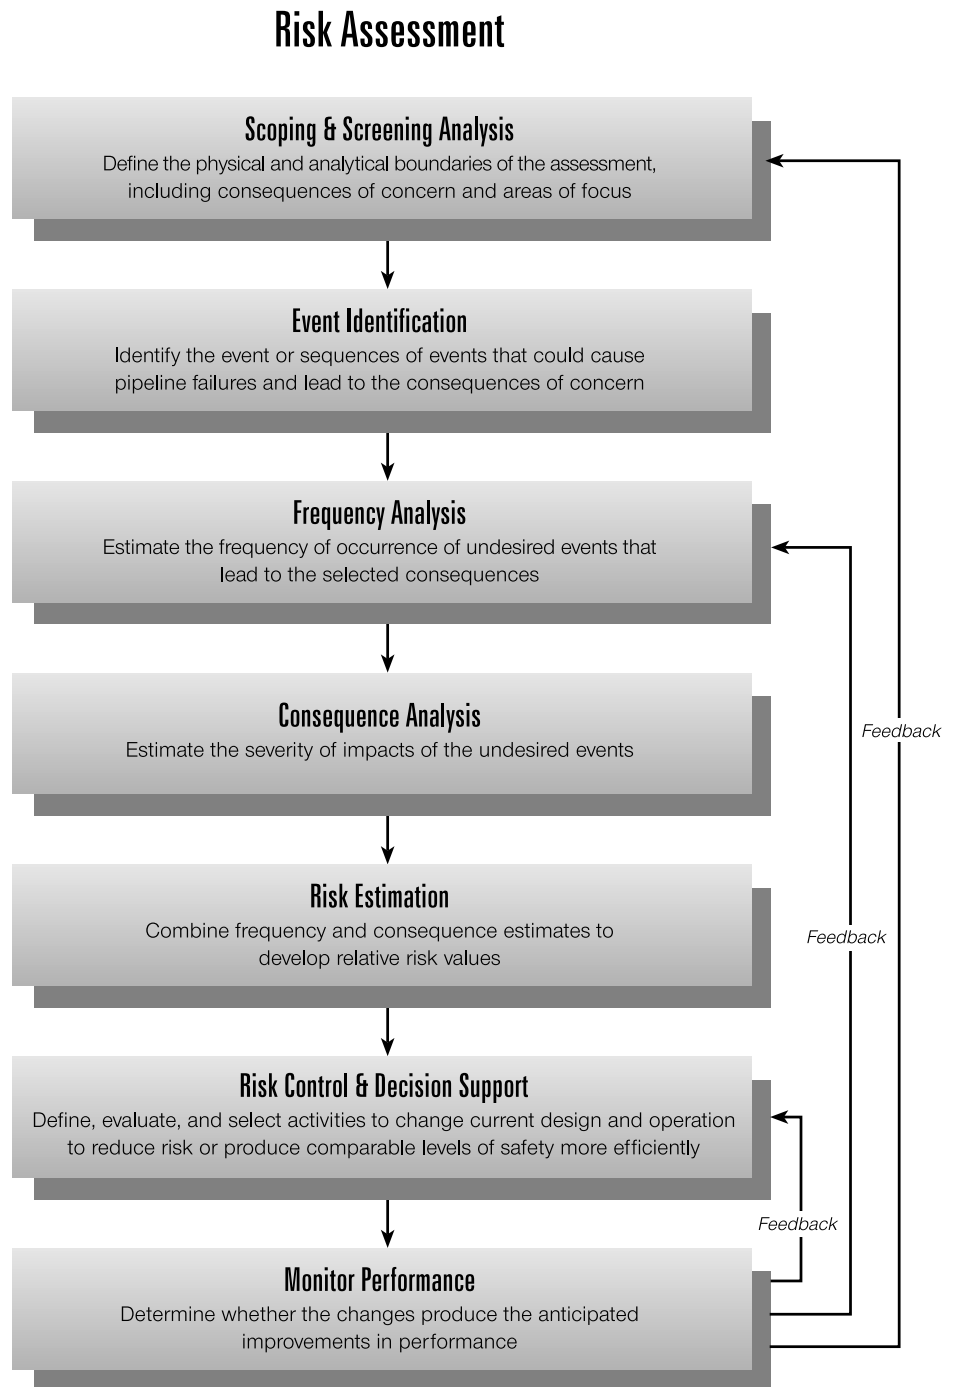 Risk Assessment
Scoping & Screening Analysis
Define the physical and analytical boundaries of the assessment,
including consequences of concern and areas of focus
Event Identification
Identify the event or sequences of events that could cause
pipeline failures and lead to the consequences of concern
Frequency Analysis
Estimate the frequency of occurrence of undesired events that
lead to the selected consequences
Consequence Analysis
Estimate the severity of impacts of the undesired events
Feedback
Risk Estimation
Combine frequency and consequence estimates to
develop relative risk values
Feedback
Risk Control & Decision Support
Define, evaluate, and select activities to change current design and operation
to reduce risk or produce comparable levels of safety more efficiently
Feedback
Monitor Performance
Determine whether the changes produce the anticipated
improvements in performance